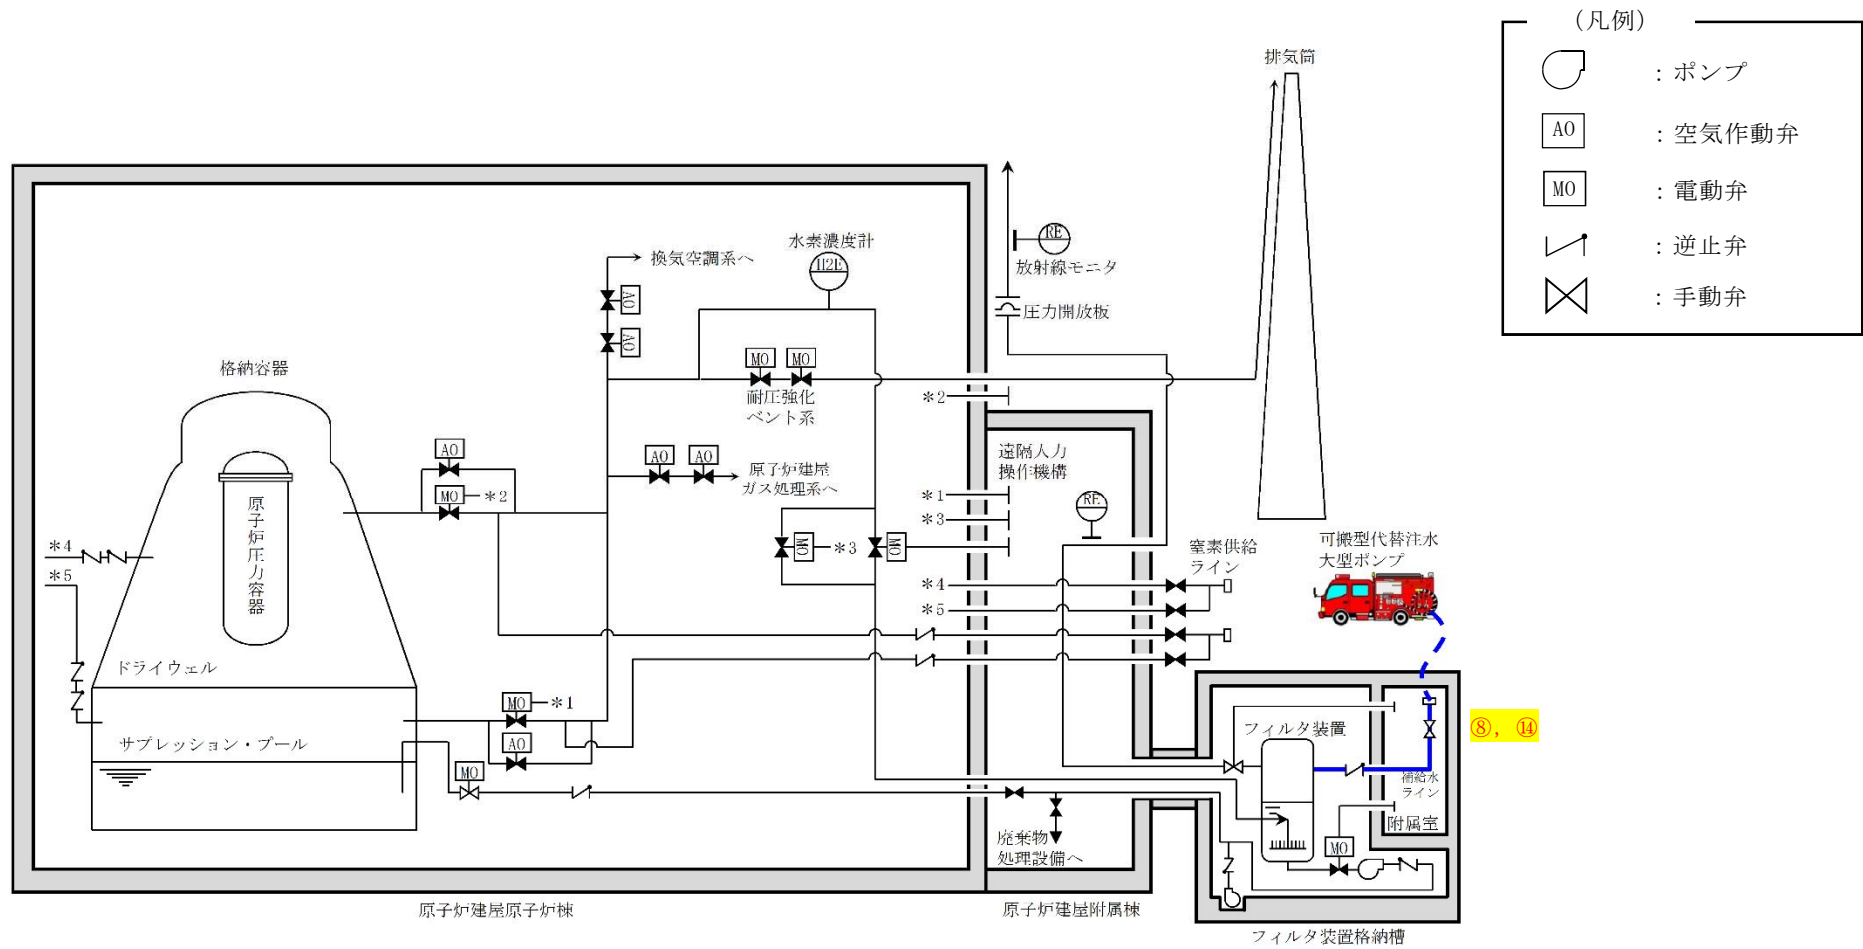 (凡例)
：ポンプ
AO
：空気作動弁
MO
：電動弁
：逆止弁
：手動弁
排気筒
水素濃度計
H2E
換気空調系へ
RE
放射線モニタ
圧力開放板
AO
AO
MO
MO
耐圧強化
ベント系
格納容器
原子炉圧力容器
AO
MO
＊2
AO
AO
原子炉建屋
ガス処理系へ
＊2
遠隔人力
操作機構
＊1
＊3
RE
MO
＊3
MO
＊4
＊5
窒素供給
ライン
可搬型代替注水
大型ポンプ
＊4
＊5
ドライウェル
MO
＊1
AO
サプレッション・プール
MO
フィルタ装置
⑧，⑭
補給水
ライン
附属室
MO
廃棄物
処理設備へ
原子炉建屋原子炉棟
原子炉建屋附属棟
フィルタ装置格納槽